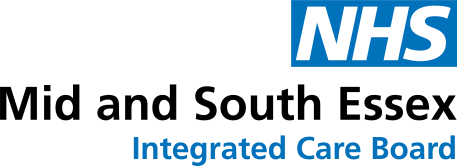 NHS
Mid and South Essex
Integrated Care Board